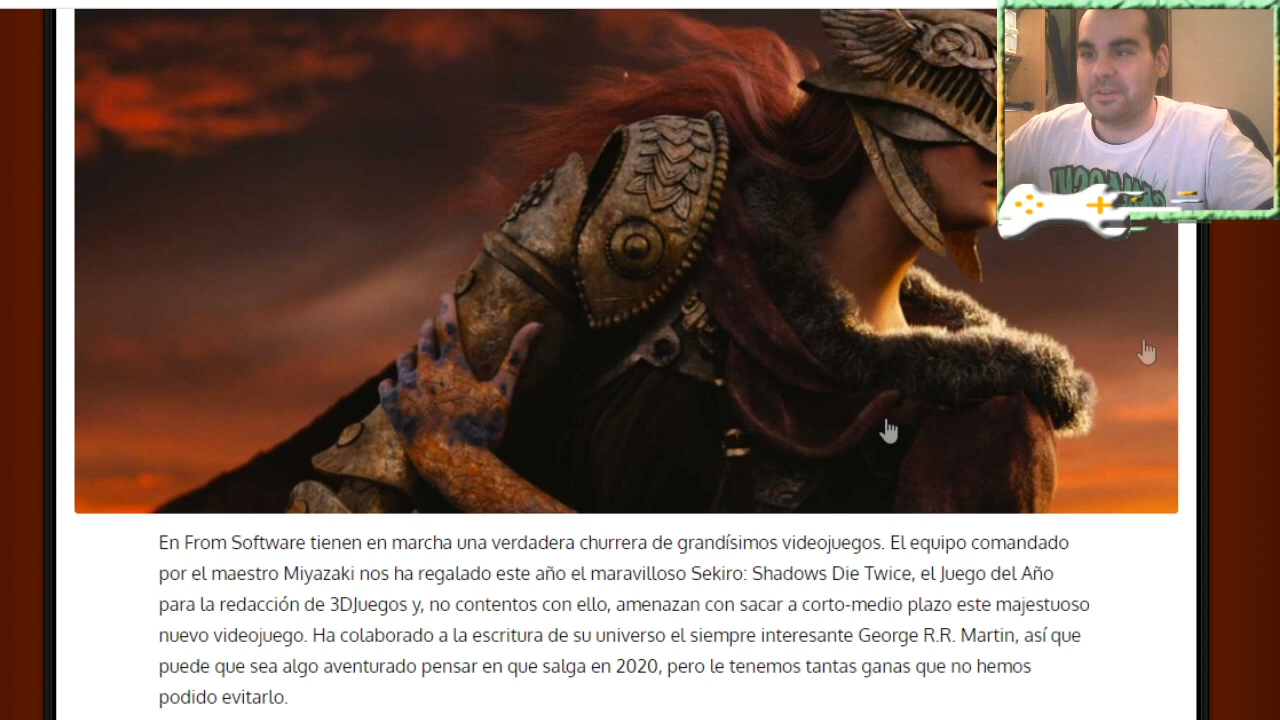 En From Software tienen en marcha una verdadera churrera de grandísimos videojuegos. El equipo comandado
por el maestro Miyazaki nos ha regalado este año el maravilloso Sekiro: Shadows Die Twice, el Juego del Año
para la redacción de 3DJuegos y, no contentos con ello, amenazan con sacar a corto-medio plazo este majestuoso
nuevo videojuego. Ha colaborado a la escritura de su universo el siempre interesante George R.R. Martin, así que
puede que sea algo aventurado pensar en que salga en 2020, pero le tenemos tantas ganas que no hemos
podido evitarlo.